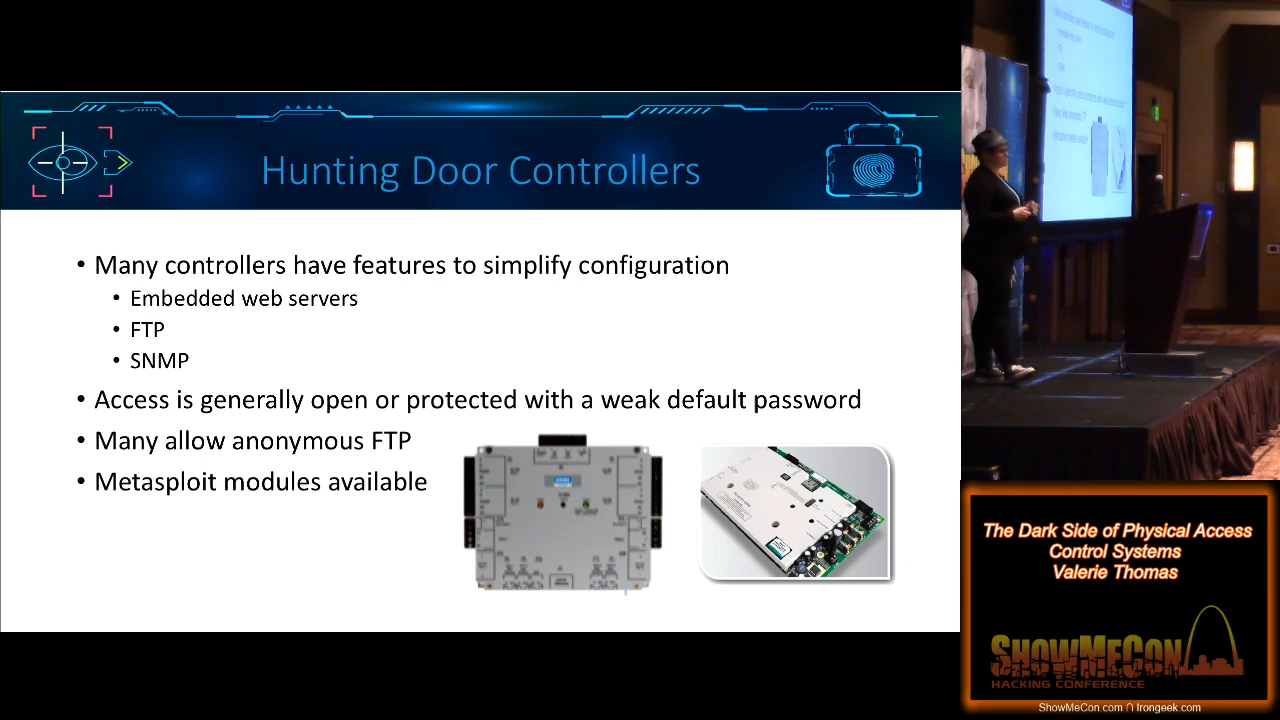 Hunting Door Controllers
• Many controllers have features to simplify configuration
• Embedded web servers
• FTP
• SNMP
• Access is generally open or protected with a weak default password
• Many allow anonymous FTP
• Metasploit modules available
The Dark Side of Physical Access
Control Systems
Valerie Thomas
ShowMeCon
HACKING CONFERENCE
ShowMeCon.com ∩ Irongeek.com